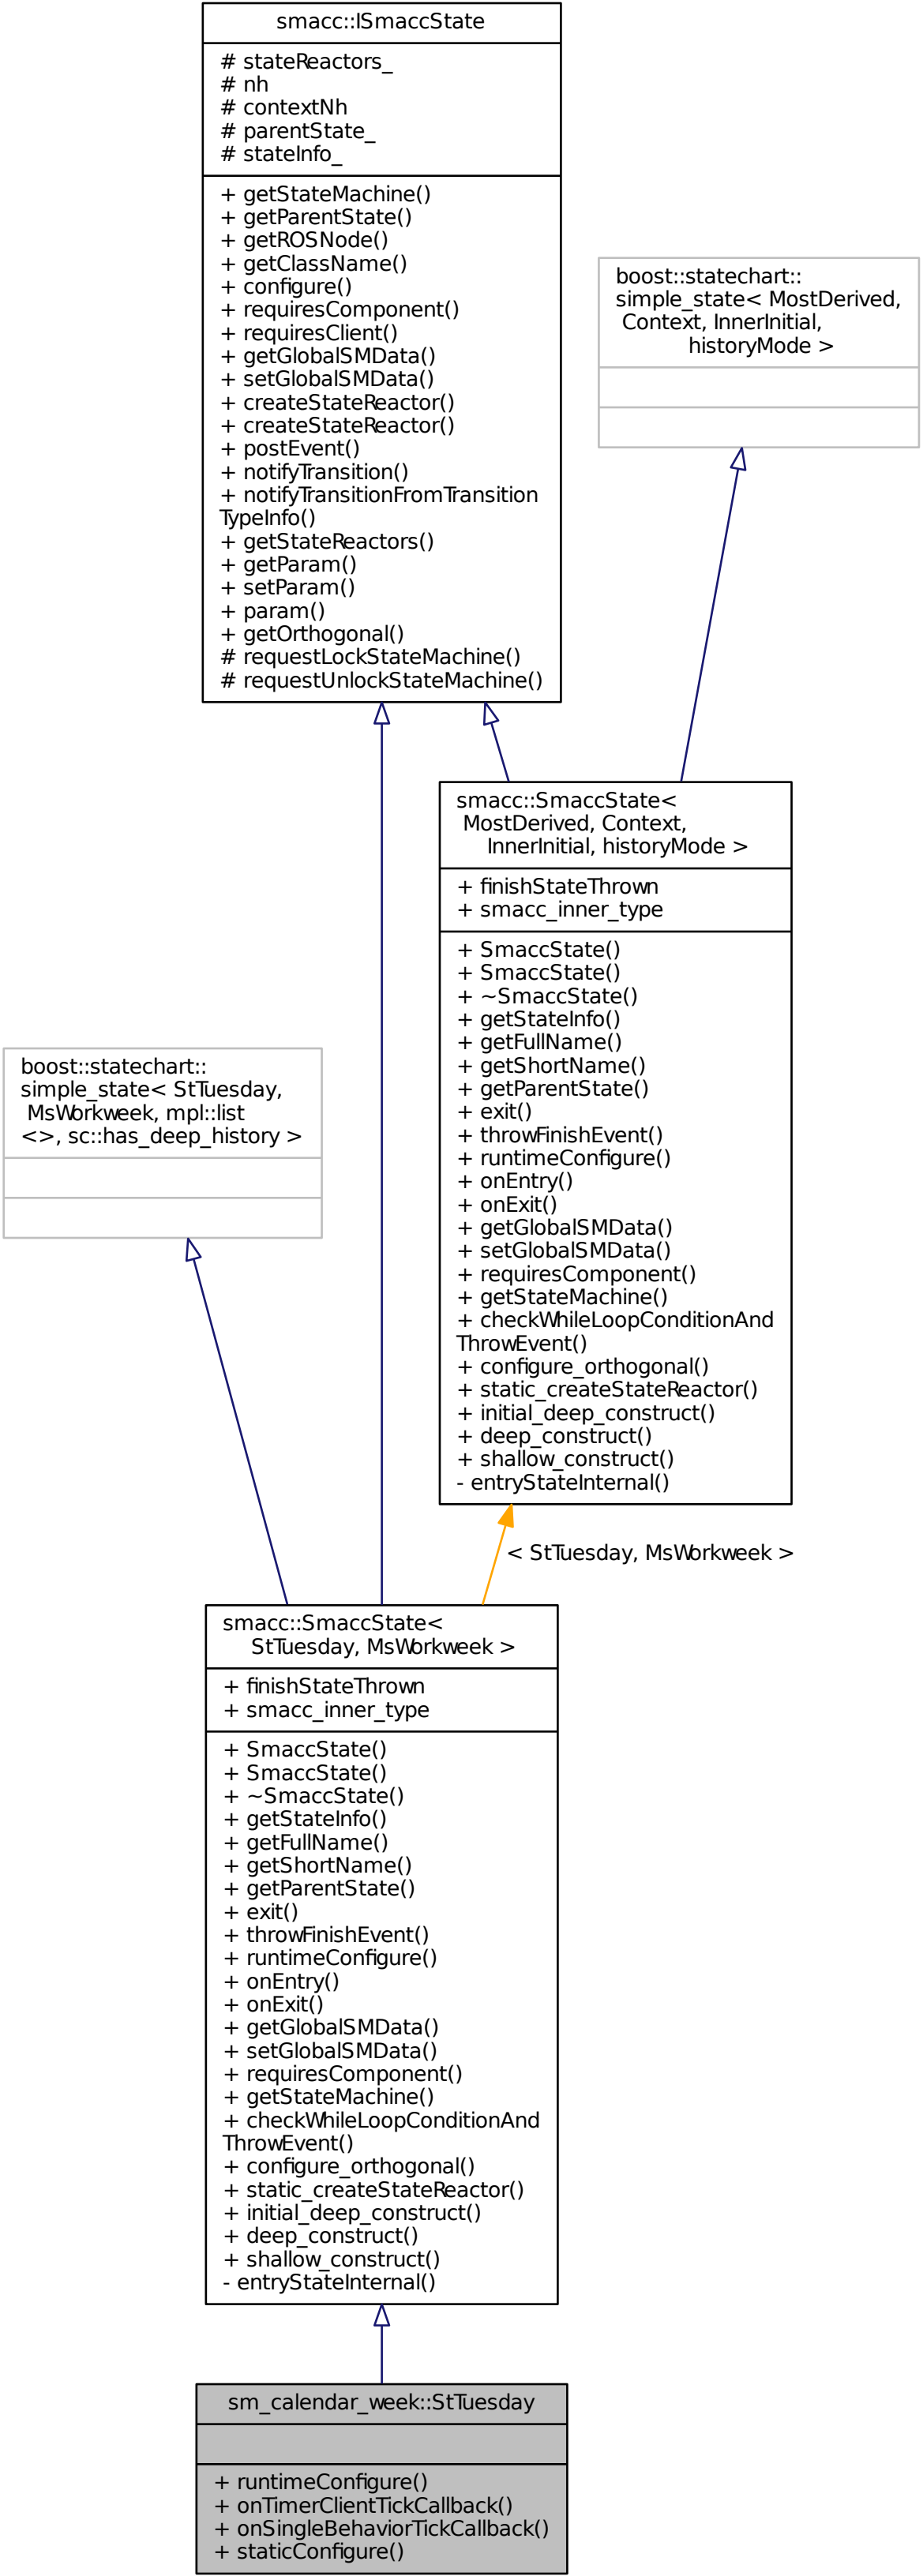 smacc::ISmaccState
# stateReactors_
# nh
# contextNh
# parentState_
# stateInfo_
+ getStateMachine()
+ getParentState()
+ getROSNode()
+ getClassName()
+ configure()
+ requiresComponent()
+ requiresClient()
+ getGlobalSMData()
+ setGlobalSMData()
+ createStateReactor()
+ createStateReactor()
+ postEvent()
+ notifyTransition()
+ notifyTransitionFromTransition
TypeInfo()
+ getStateReactors()
+ getParam()
+ setParam()
+ param()
+ getOrthogonal()
# requestLockStateMachine()
# requestUnlockStateMachine()
boost::statechart::
simple_state< MostDerived,
Context, InnerInitial,
historyMode >
smacc::SmaccState<
MostDerived, Context,
InnerInitial, historyMode >
+ finishStateThrown
+ smacc_inner_type
+ SmaccState()
+ SmaccState()
+ ~SmaccState()
+ getStateInfo()
+ getFullName()
+ getShortName()
+ getParentState()
+ exit()
+ throwFinishEvent()
+ runtimeConfigure()
+ onEntry()
+ onExit()
+ getGlobalSMData()
+ setGlobalSMData()
+ requiresComponent()
+ getStateMachine()
+ checkWhileLoopConditionAnd
ThrowEvent()
+ configure_orthogonal()
+ static_createStateReactor()
+ initial_deep_construct()
+ deep_construct()
+ shallow_construct()
- entryStateInternal()
boost::statechart::
simple_state< StTuesday,
MsWorkweek, mpl::list
<>, sc::has_deep_history >
< StTuesday, MsWorkweek >
smacc::SmaccState<
StTuesday, MsWorkweek >
+ finishStateThrown
+ smacc_inner_type
+ SmaccState()
+ SmaccState()
+ ~SmaccState()
+ getStateInfo()
+ getFullName()
+ getShortName()
+ getParentState()
+ exit()
+ throwFinishEvent()
+ runtimeConfigure()
+ onEntry()
+ onExit()
+ getGlobalSMData()
+ setGlobalSMData()
+ requiresComponent()
+ getStateMachine()
+ checkWhileLoopConditionAnd
ThrowEvent()
+ configure_orthogonal()
+ static_createStateReactor()
+ initial_deep_construct()
+ deep_construct()
+ shallow_construct()
- entryStateInternal()
sm_calendar_week::StTuesday
+ runtimeConfigure()
+ onTimerClientTickCallback()
+ onSingleBehaviorTickCallback()
+ staticConfigure()